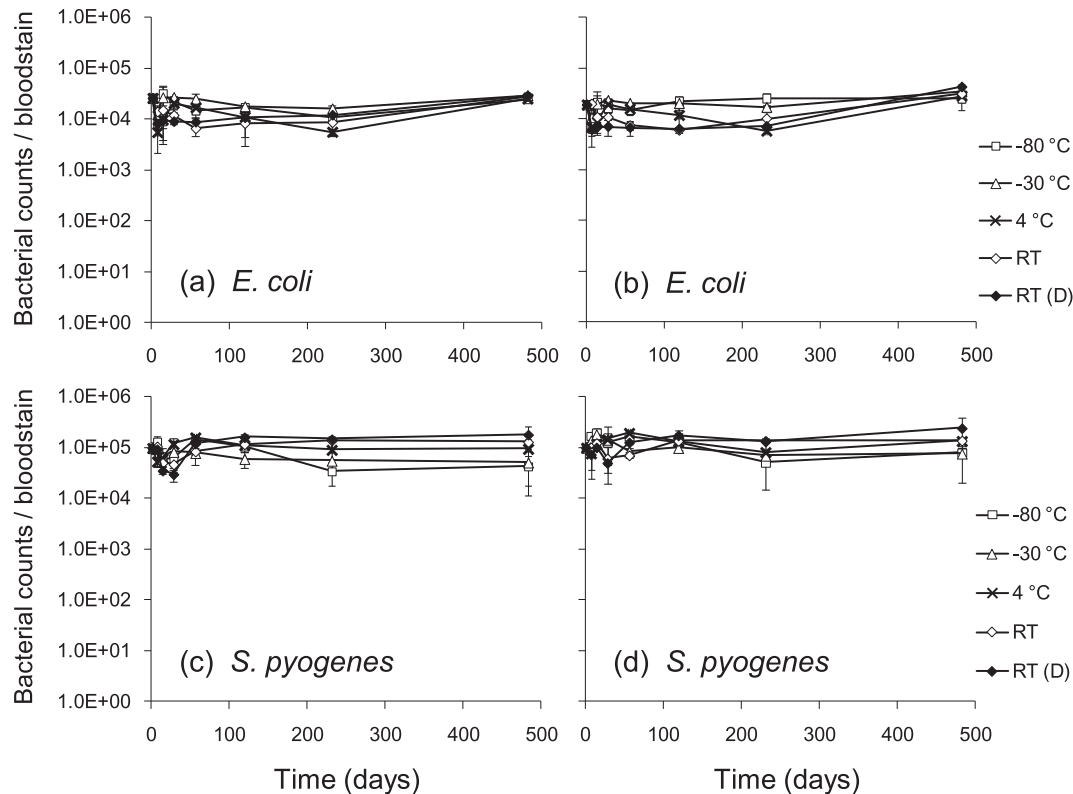 Bacterial counts / bloodstain
1.0E+06
1.0E+05
1.0E+04
1.0E+03
1.0E+02
1.0E+01
1.0E+00
(a) E. coli
0 100 200 300 400 500
(b) E. coli
0 100 200 300 400 500
-80 °C
-30 °C
4 °C
RT
RT (D)
Bacterial counts / bloodstain
1.0E+06
1.0E+05
1.0E+04
1.0E+03
1.0E+02
1.0E+01
1.0E+00
(c) S. pyogenes
0 100 200 300 400 500
Time (days)
(d) S. pyogenes
0 100 200 300 400 500
Time (days)
-80 °C
-30 °C
4 °C
RT
RT (D)